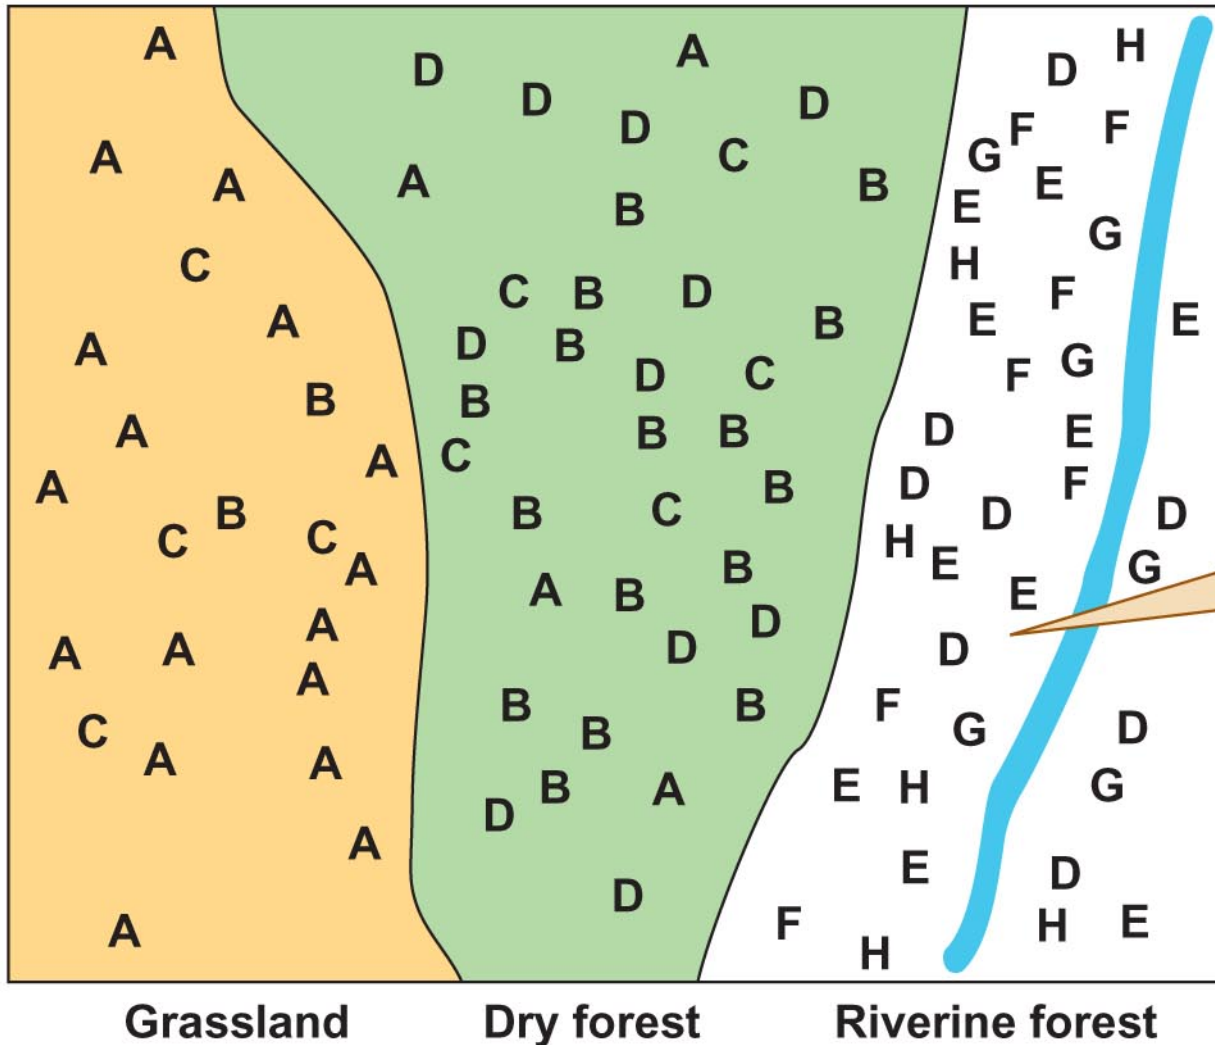 A A H
D D
D D
D F F
A C G
A A B E
B E
G
C H
C B D F
A B E E
A D B G
D C F
B B
A B B D E
A C
A B D F
B B C D D
C C H
A B E G
A B E
A D
A A D D
A
B B F
C B G D
A A
B A E H G
D
A
E D
D
A F H E
H
Grassland Dry forest Riverine forest